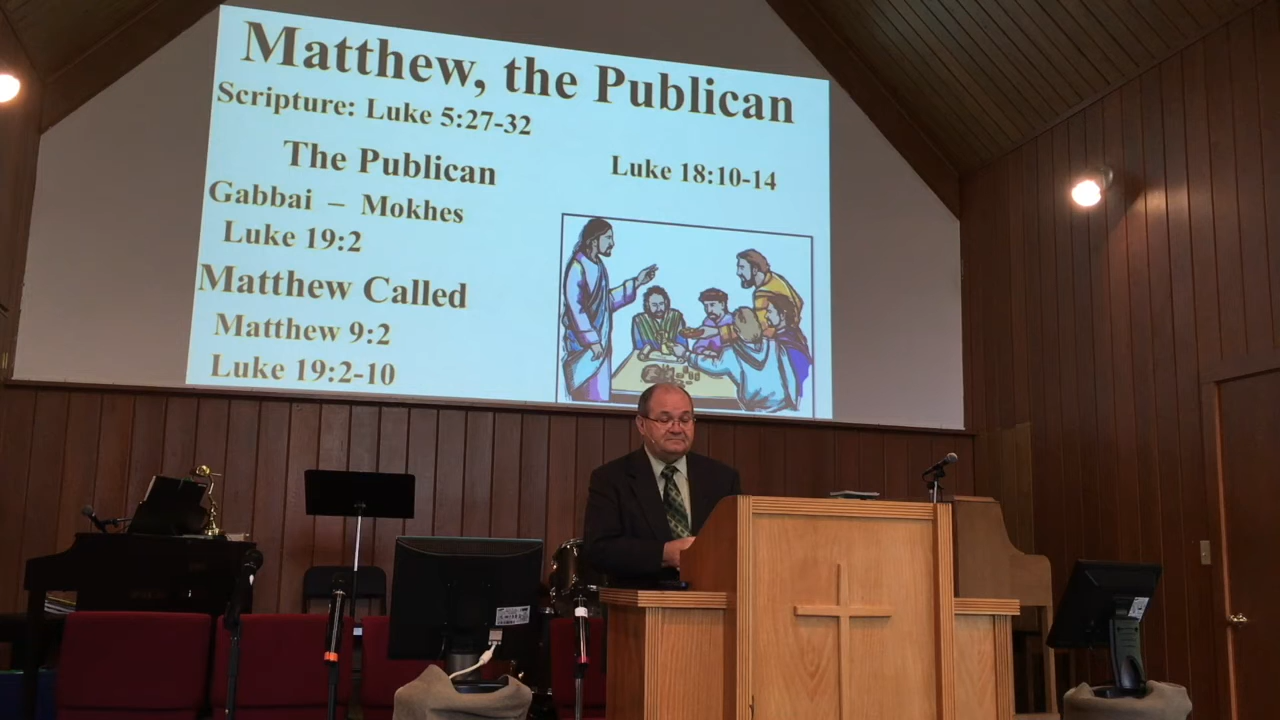 Matthew, the Publican
Scripture: Luke 5:27-32
The Publican
Gabbai – Mokhes
Luke 19:2
Matthew Called
Matthew 9:2
Luke 19:2-10
Luke 18:10-14